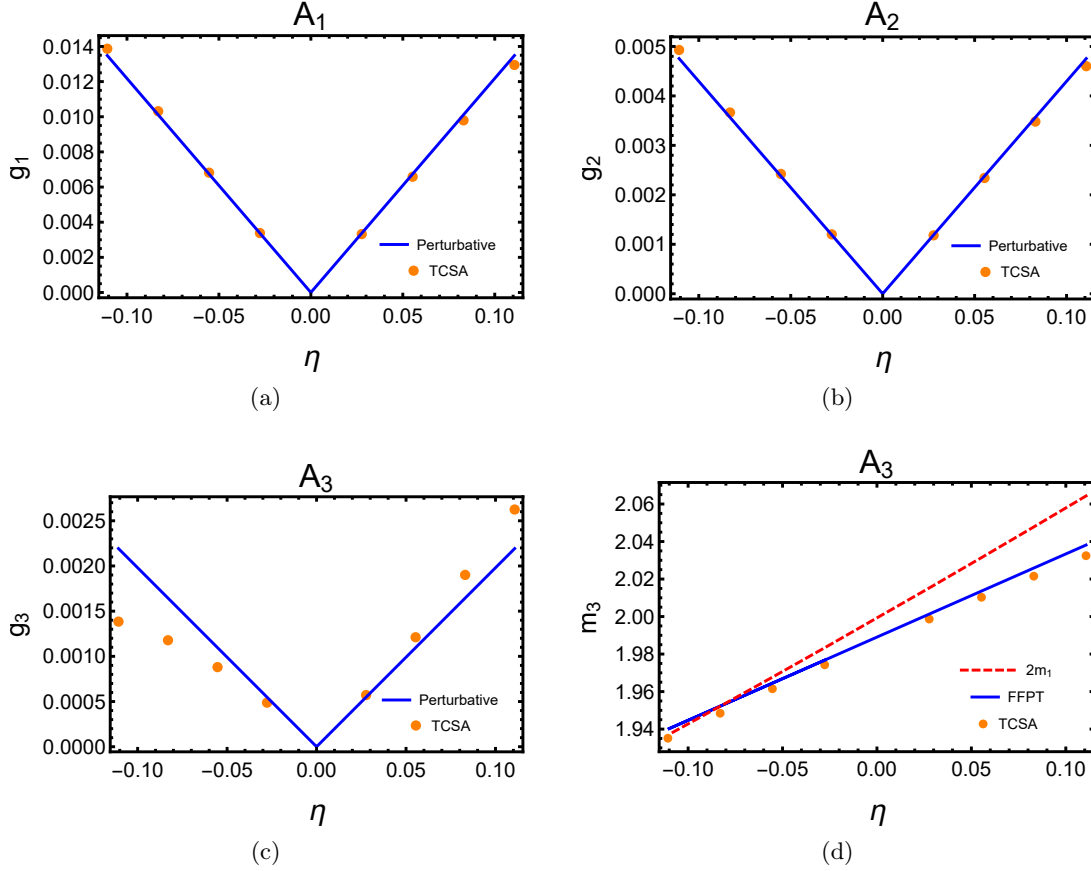 A₁
g₁
0.014
0.012
0.010
0.008
0.006
0.004
0.002
0.000
Perturbative
TCSA
−0.10 −0.05 0.00 0.05 0.10
η
(a)
A₂
g₂
0.005
0.004
0.003
0.002
0.001
0.000
Perturbative
TCSA
−0.10 −0.05 0.00 0.05 0.10
η
(b)
A₃
g₃
0.0025
0.0020
0.0015
0.0010
0.0005
0.0000
Perturbative
TCSA
−0.10 −0.05 0.00 0.05 0.10
η
(c)
A₃
m₃
2.06
2.04
2.02
2.00
1.98
1.96
1.94
2m₁
FFPT
TCSA
−0.10 −0.05 0.00 0.05 0.10
η
(d)